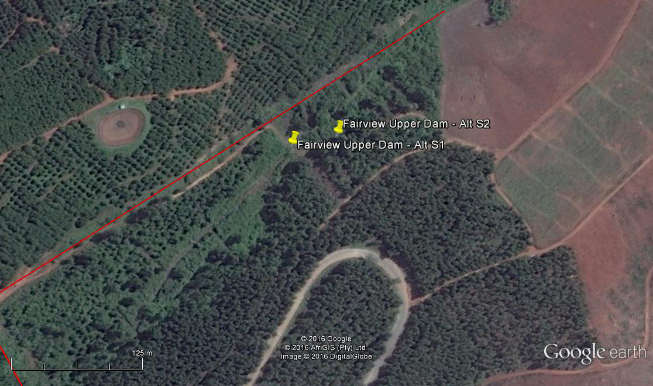 Fairview Upper Dam - Alt S2
Fairview Upper Dam - Alt S1
© 2016 Google
© 2016 AfriGIS (Pty) Ltd
Image © 2016 DigitalGlobe
125 m
Google earth